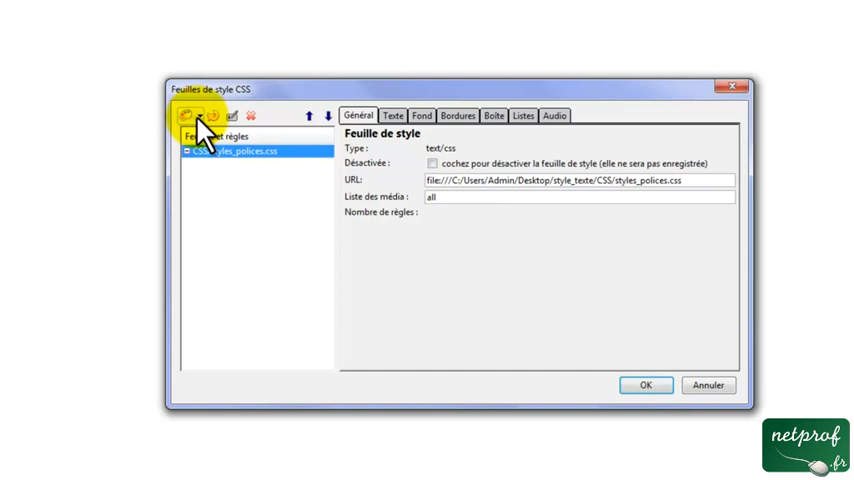 Feuilles de style CSS
Général Texte Fond Bordures Boîte Listes Audio
et règles
styles_polices.css
Feuille de style
Type : text/css
Désactivée : cochez pour désactiver la feuille de style (elle ne sera pas enregistrée)
URL: file:///C:/Users/Admin/Desktop/style_texte/CSS/styles_polices.css
Liste des média : all
Nombre de règles :
OK Annuler
netprof
.fr